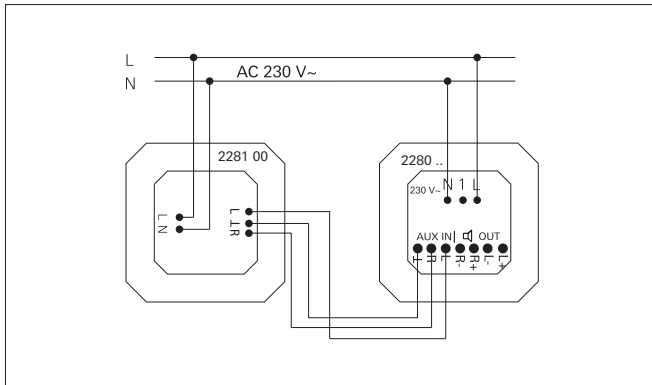 L
N
AC 230 V~
2281 00
2280 ..
230 V~ N 1 L
L
N
L
⊥
R
AUX IN OUT
⊥ R L R- R+ L- L+